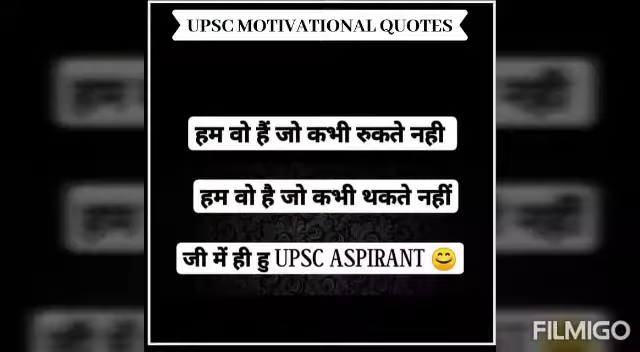 UPSC MOTIVATIONAL QUOTES
हम वो हैं जो कभी रुकते नही
हम वो है जो कभी थकते नहीं
जी में ही हु UPSC ASPIRANT 😊
FILMIGO